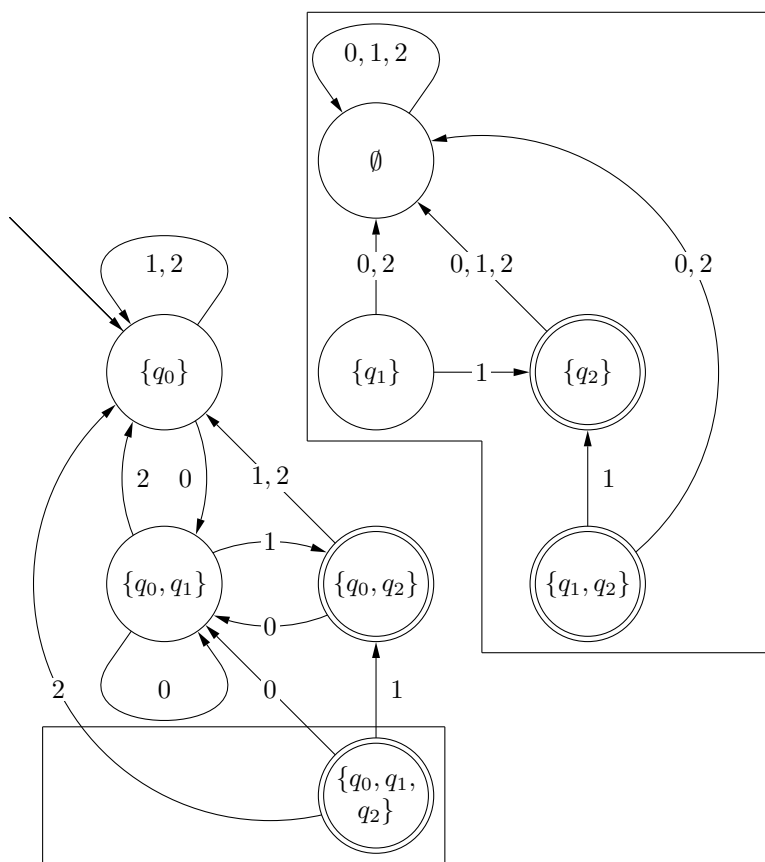 0, 1, 2
∅
0, 2
0, 1, 2
0, 2
1, 2
{q₀}
{q₁}
1
{q₂}
1, 2
2
0
1
1
{q₀, q₁}
{q₀, q₂}
{q₁, q₂}
0
0
2
0
1
{q₀, q₁,
q₂}